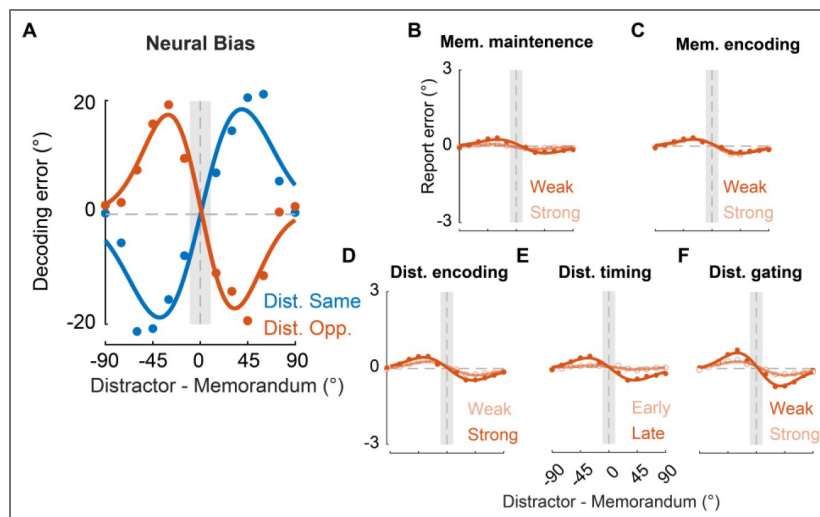 A
Neural Bias
Decoding error (°)
20
0
-20
-90
-45
0
45
90
Dist. Same
Dist. Opp.
Distractor - Memorandum (°)
B
Mem. maintenence
Report error (°)
3
0
-3
Weak
Strong
C
Mem. encoding
Weak
Strong
D
Dist. encoding
3
0
-3
Weak
Strong
E
Dist. timing
Early
Late
-90
-45
0
45
90
F
Dist. gating
Weak
Strong
Distractor - Memorandum (°)